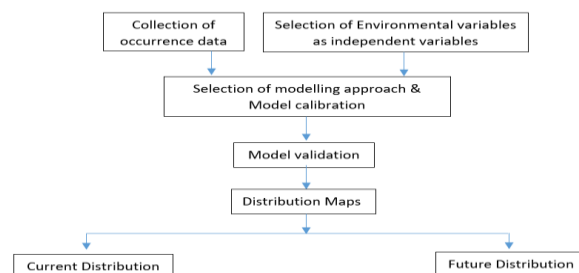 Collection of
occurrence data
Selection of Environmental variables
as independent variables
Selection of modelling approach &
Model calibration
Model validation
Distribution Maps
Current Distribution
Future Distribution